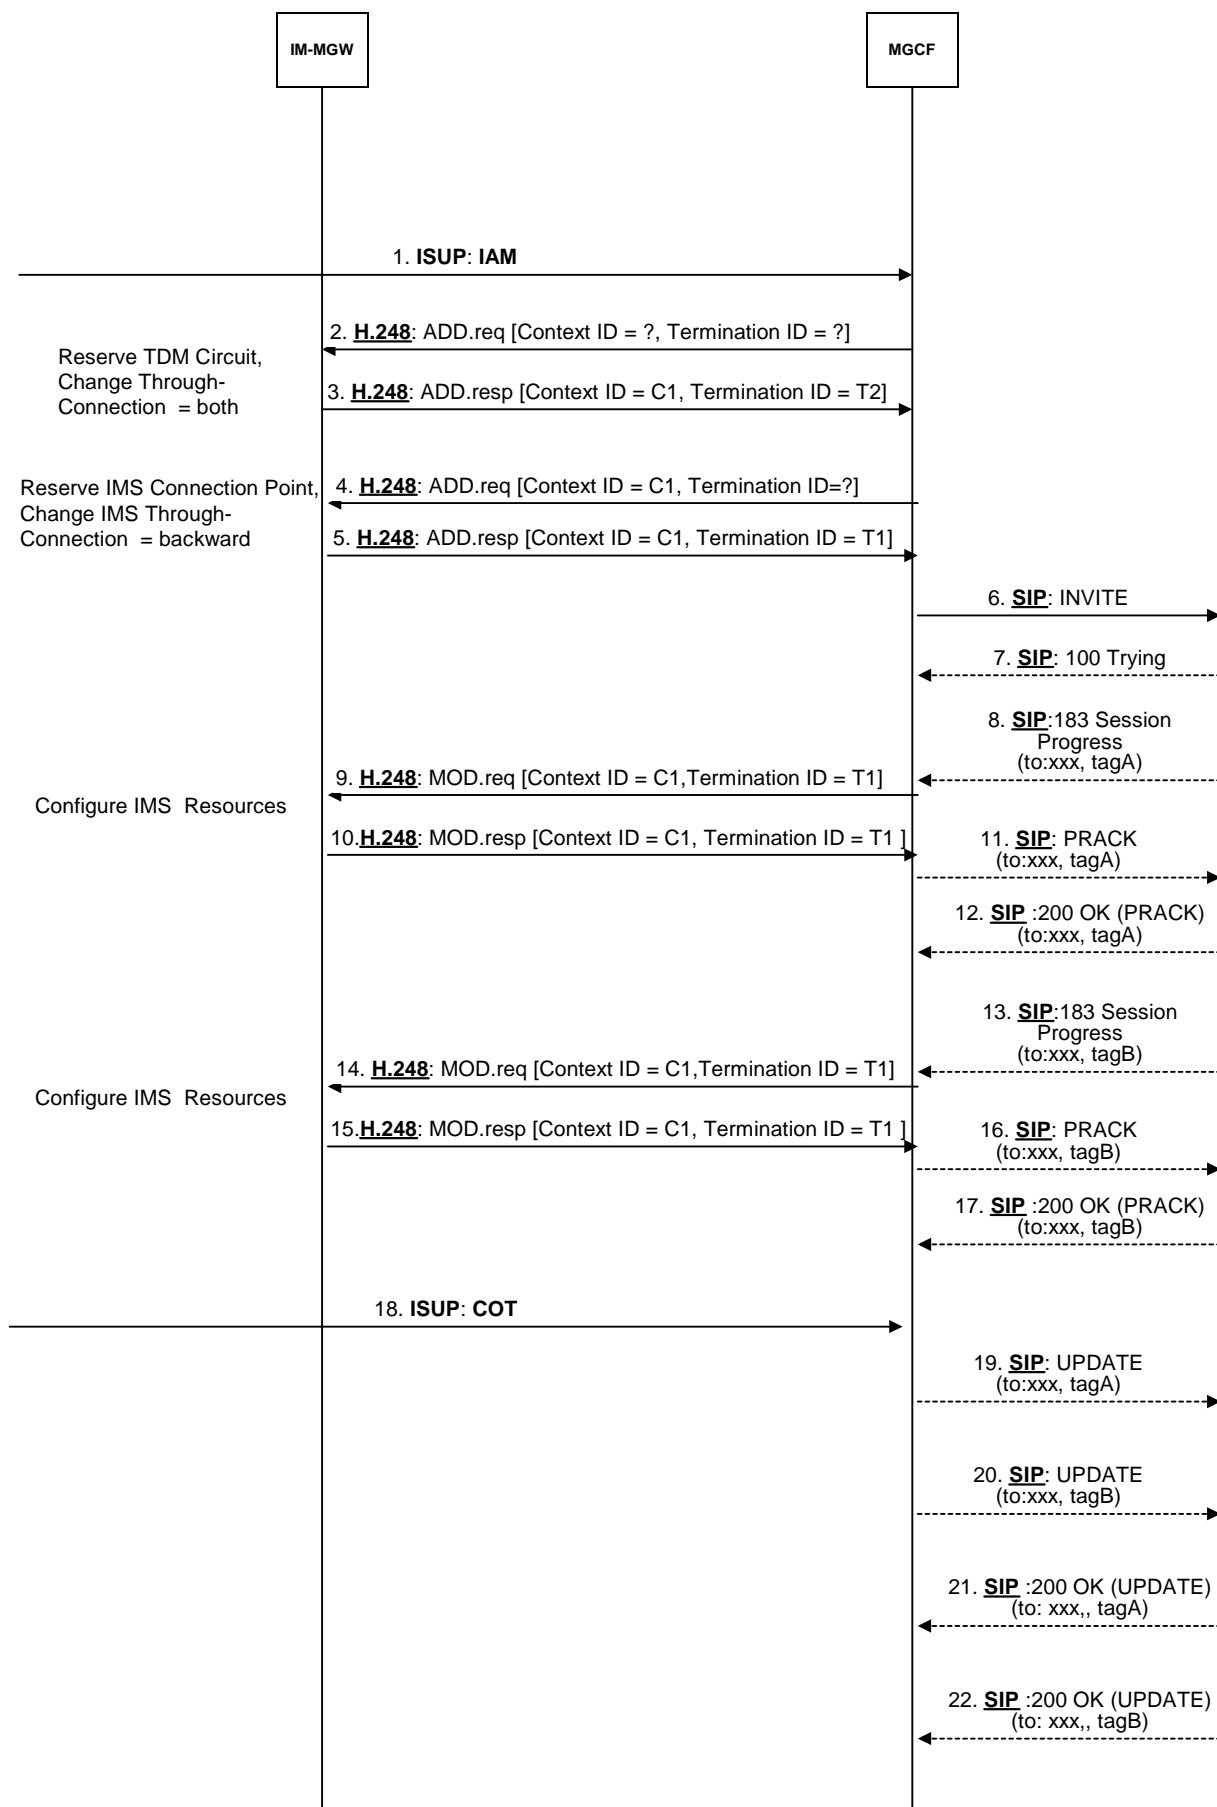 IM-MGW
MGCF
1. ISUP: IAM
2. H.248: ADD.req [Context ID = ?, Termination ID = ?]
Reserve TDM Circuit,
Change Through-
Connection = both
3. H.248: ADD.resp [Context ID = C1, Termination ID = T2]
Reserve IMS Connection Point,
Change IMS Through-
Connection = backward
4. H.248: ADD.req [Context ID = C1, Termination ID=?]
5. H.248: ADD.resp [Context ID = C1, Termination ID = T1]
6. SIP: INVITE
7. SIP: 100 Trying
8. SIP:183 Session
Progress
(to:xxx, tagA)
9. H.248: MOD.req [Context ID = C1,Termination ID = T1]
Configure IMS Resources
10.H.248: MOD.resp [Context ID = C1, Termination ID = T1 ]
11. SIP: PRACK
(to:xxx, tagA)
12. SIP :200 OK (PRACK)
(to:xxx, tagA)
13. SIP:183 Session
Progress
(to:xxx, tagB)
14. H.248: MOD.req [Context ID = C1,Termination ID = T1]
Configure IMS Resources
15.H.248: MOD.resp [Context ID = C1, Termination ID = T1 ]
16. SIP: PRACK
(to:xxx, tagB)
17. SIP :200 OK (PRACK)
(to:xxx, tagB)
18. ISUP: COT
19. SIP: UPDATE
(to:xxx, tagA)
20. SIP: UPDATE
(to:xxx, tagB)
21. SIP :200 OK (UPDATE)
(to: xxx,, tagA)
22. SIP :200 OK (UPDATE)
(to: xxx,, tagB)